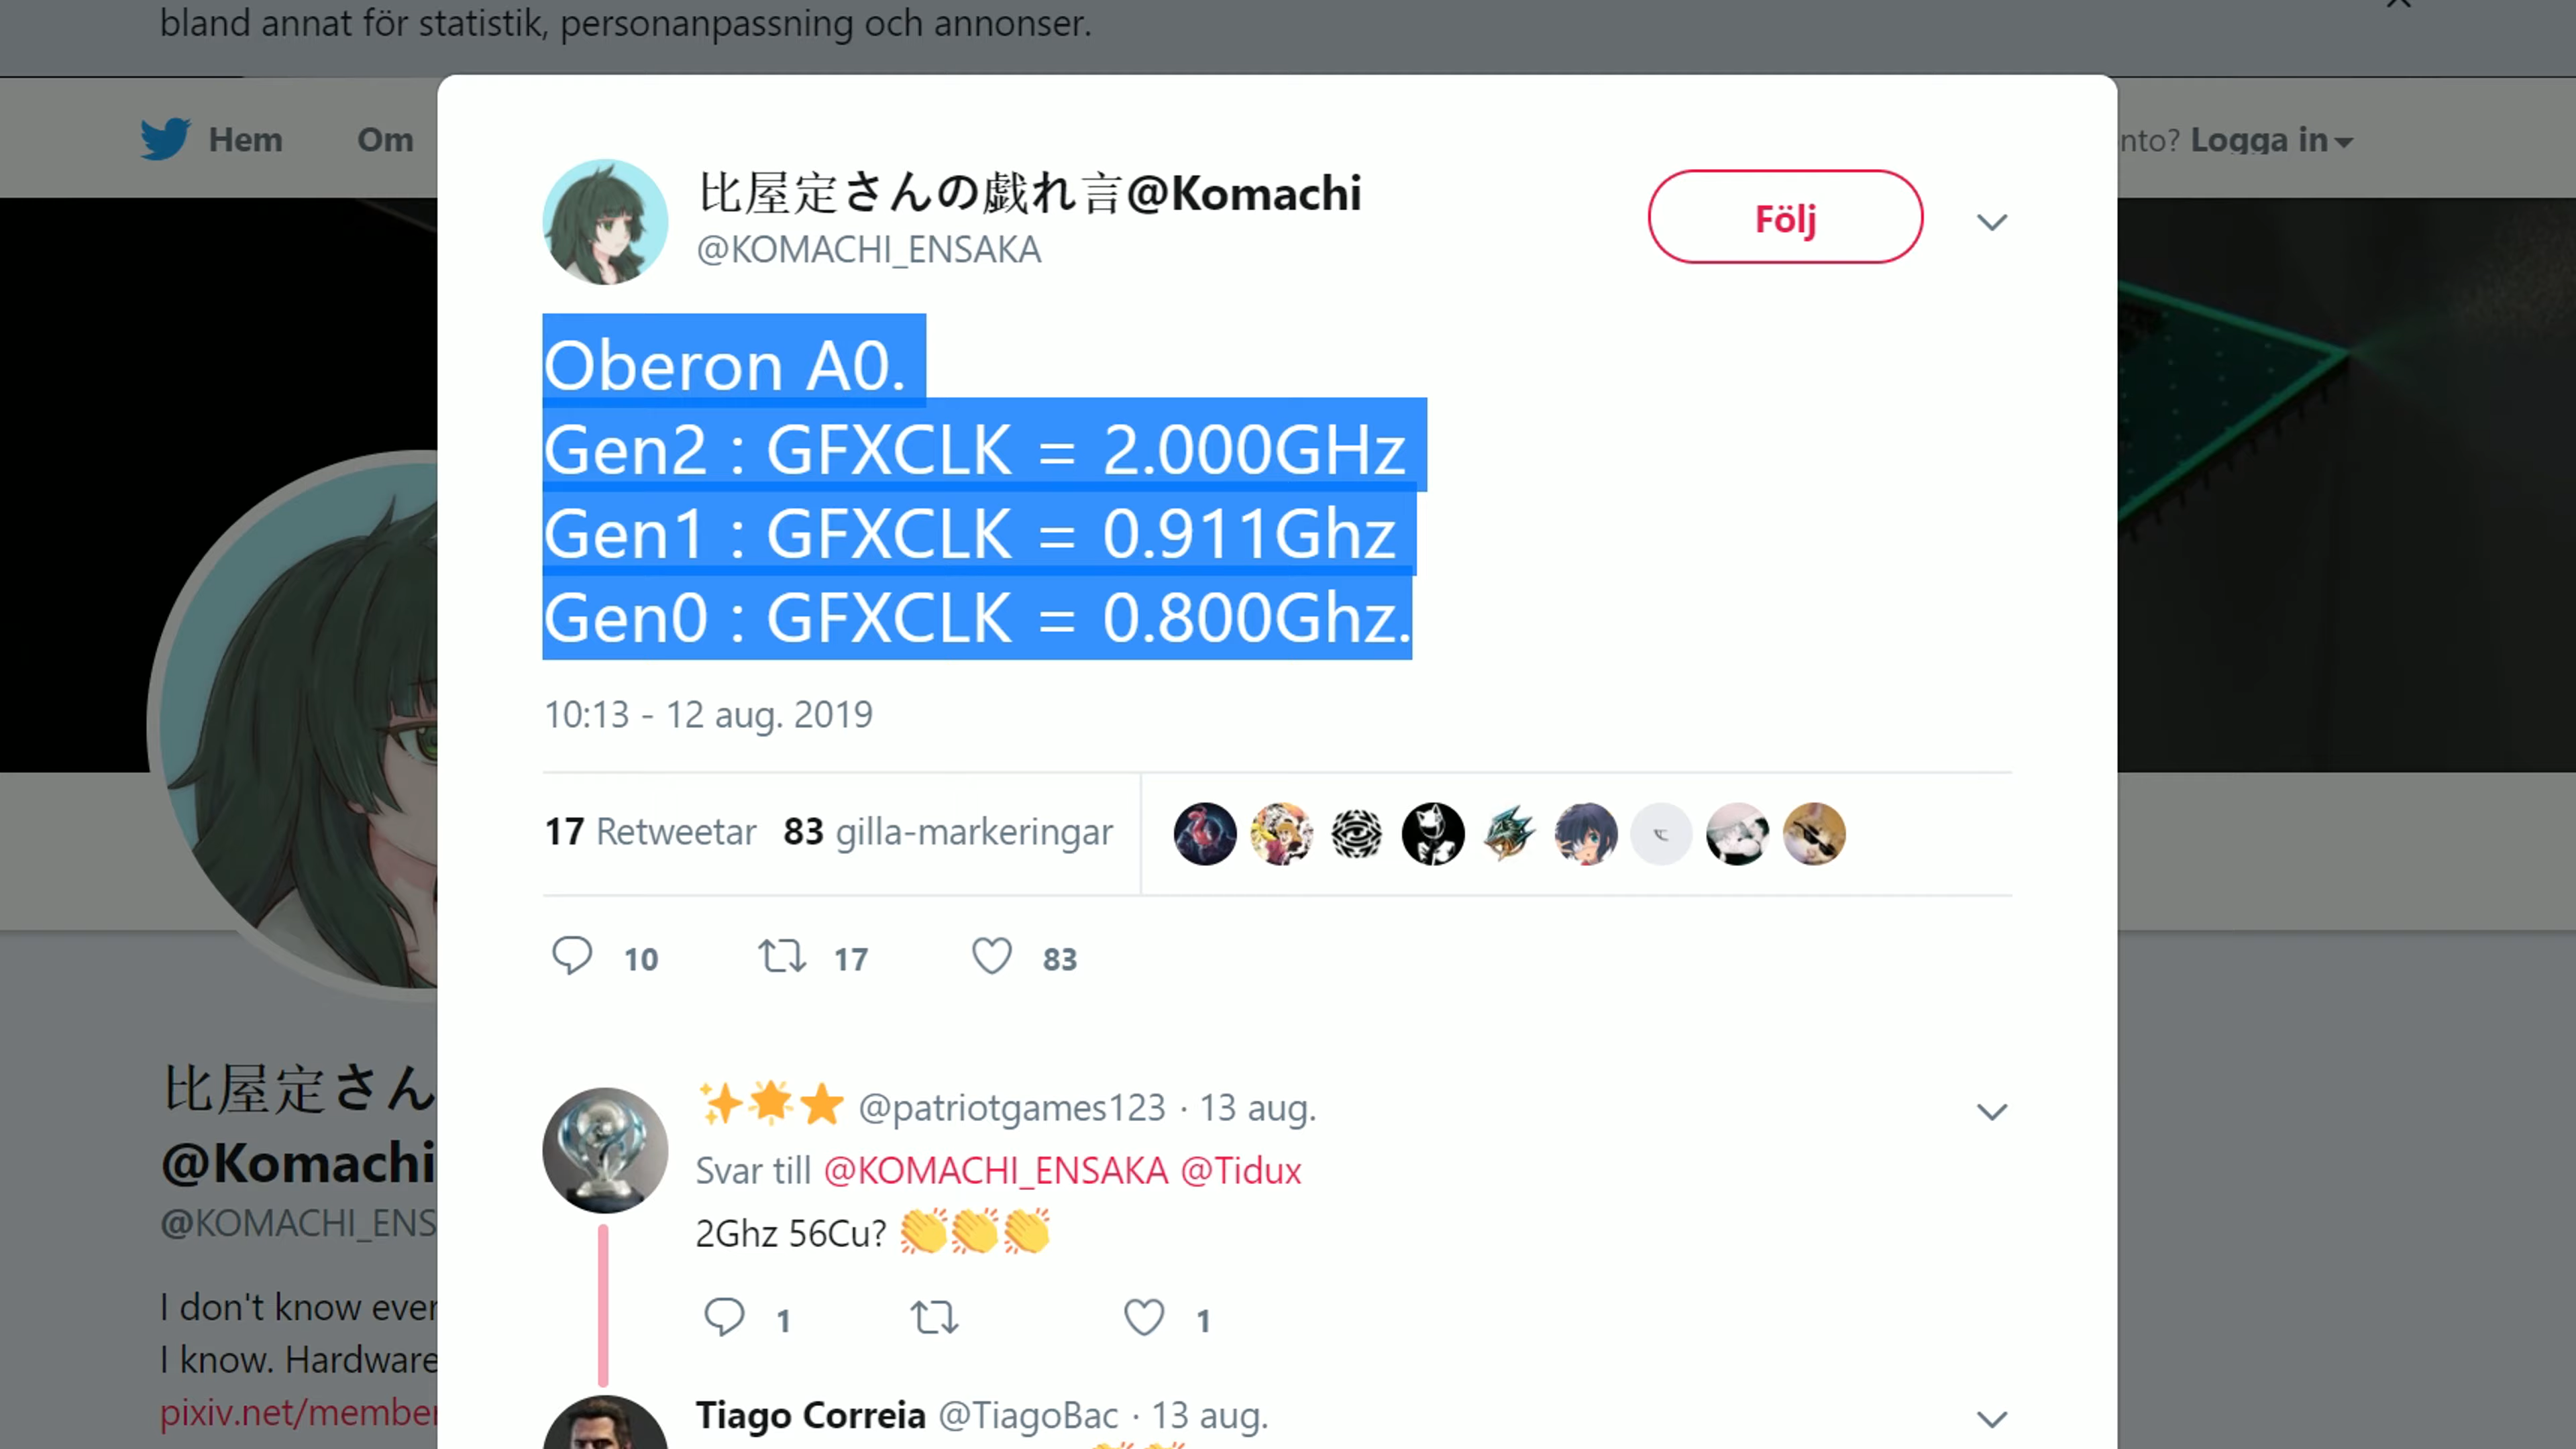 bland annat för statistik, personanpassning och annonser.
Hem Om
nto? Logga in
比屋定さんの戯れ言@Komachi
@KOMACHI_ENSAKA
Följ
Oberon A0.
Gen2 : GFXCLK = 2.000GHz
Gen1 : GFXCLK = 0.911Ghz
Gen0 : GFXCLK = 0.800Ghz.
10:13 - 12 aug. 2019
17 Retweetar 83 gilla-markeringar
10 17 83
比屋定さん
@Komachi
@KOMACHI_ENS
I don't know ever
I know. Hardware
pixiv.net/member
@patriotgames123 · 13 aug.
Svar till @KOMACHI_ENSAKA @Tidux
2Ghz 56Cu? 👏👏👏
1 1
Tiago Correia @TiagoBac · 13 aug.